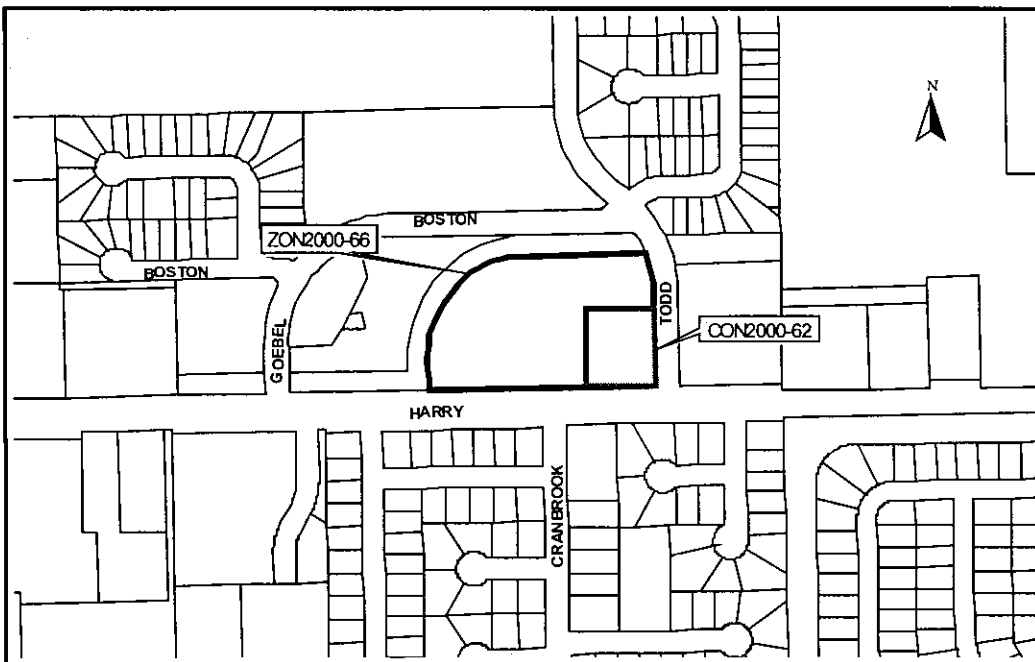 N
BOSTON
ZON2000-66
BOSTON
TODD
CON2000-62
GOEBEL
HARRY
CRANBROOK